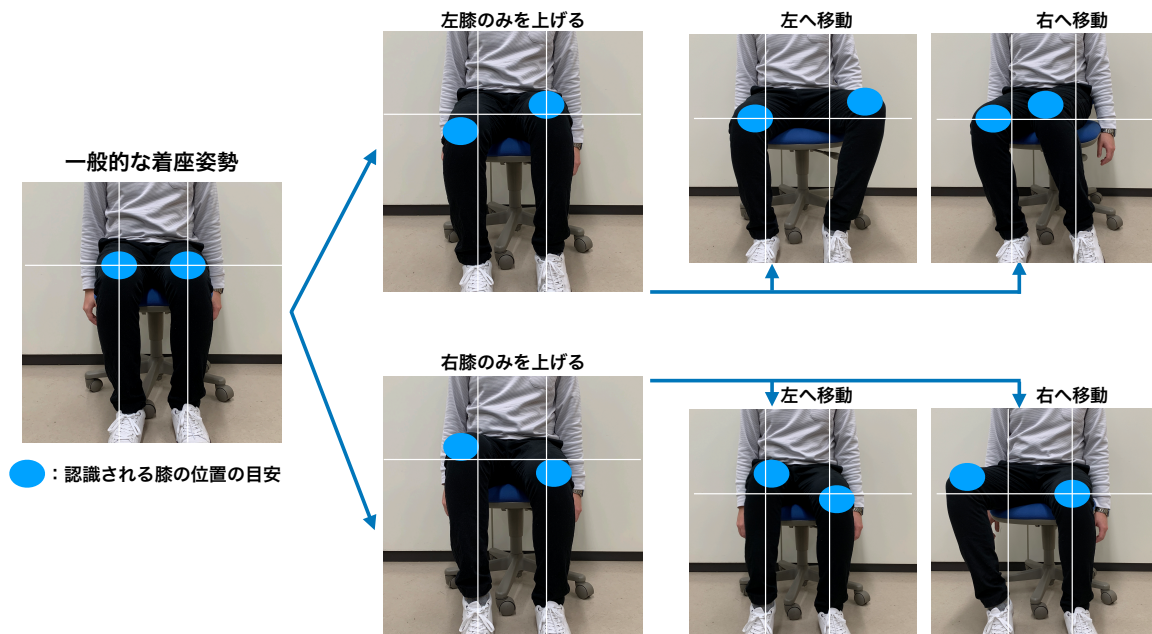 一般的な着座姿勢
：認識される膝の位置の目安
左膝のみを上げる
左へ移動
右へ移動
右膝のみを上げる
左へ移動
右へ移動